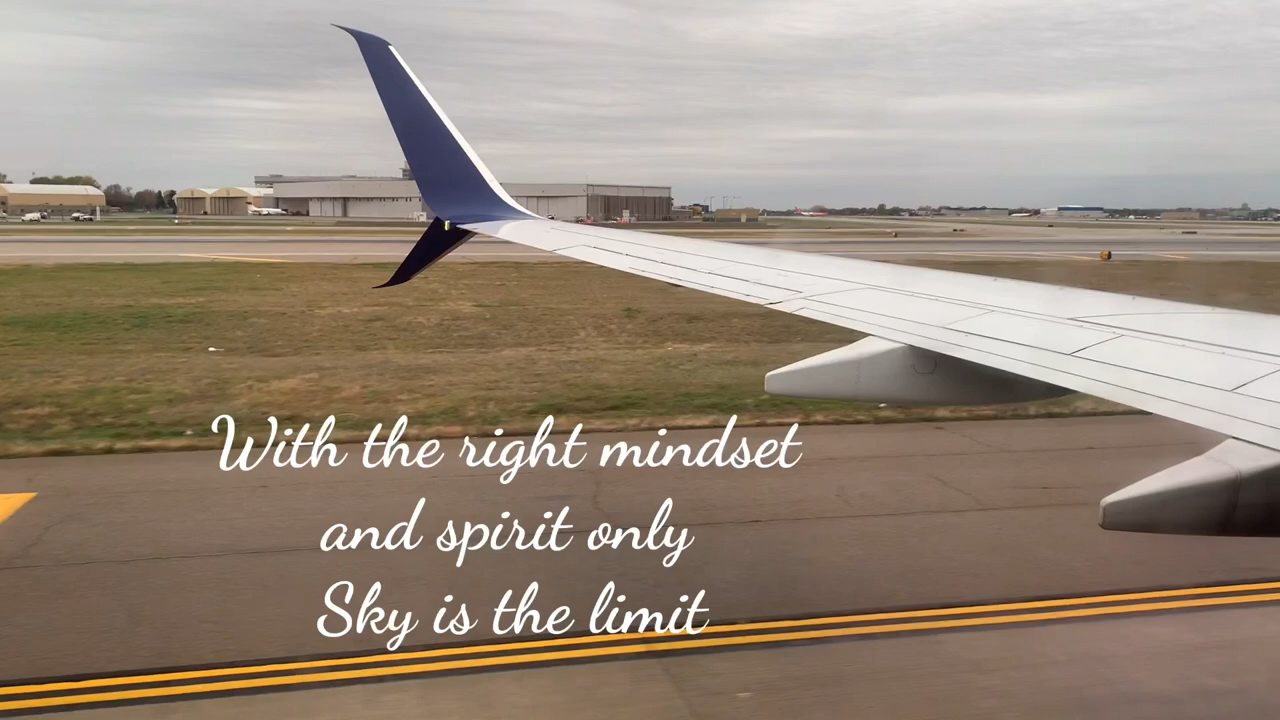 With the right mindset
and spirit only
Sky is the limit